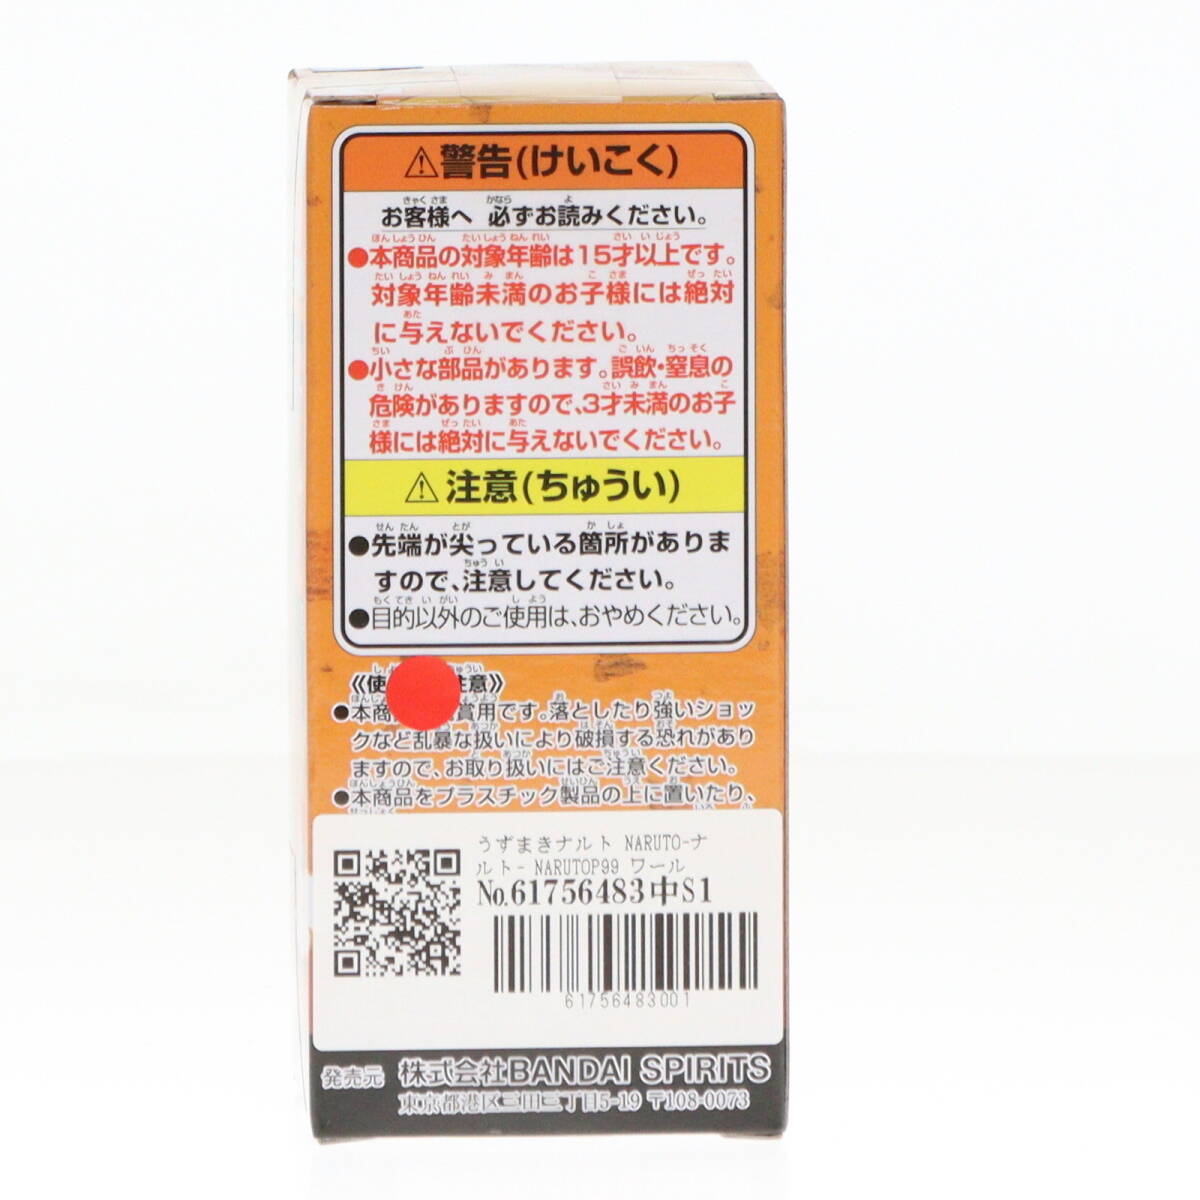 ⚠警告(けいこく)
お客様へ 必ずお読みください。
●本商品の対象年齢は15才以上です。
対象年齢未満のお子様には絶対
に与えないでください。
●小さな部品があります。誤飲・窒息の
危険がありますので、3才未満のお子
様には絶対に与えないでください。
⚠注意(ちゅうい)
●先端が尖っている箇所がありま
すので、注意してください。
●目的以外のご使用は、おやめください。
《使 注意》
●本商 賞用です。落としたり強いショッ
クなど乱暴な扱いにより破損する恐れがあり
ますので、お取り扱いにはご注意ください。
●本商品をプラスチック製品の上に置いたり、
うずまきナルト NARUTO-ナ
ルト- NARUTOP99 ワール
No.61756483中S1
61756483001
発売元 株式会社BANDAI SPIRITS
東京都港区三田三丁目5-19 〒108-0073